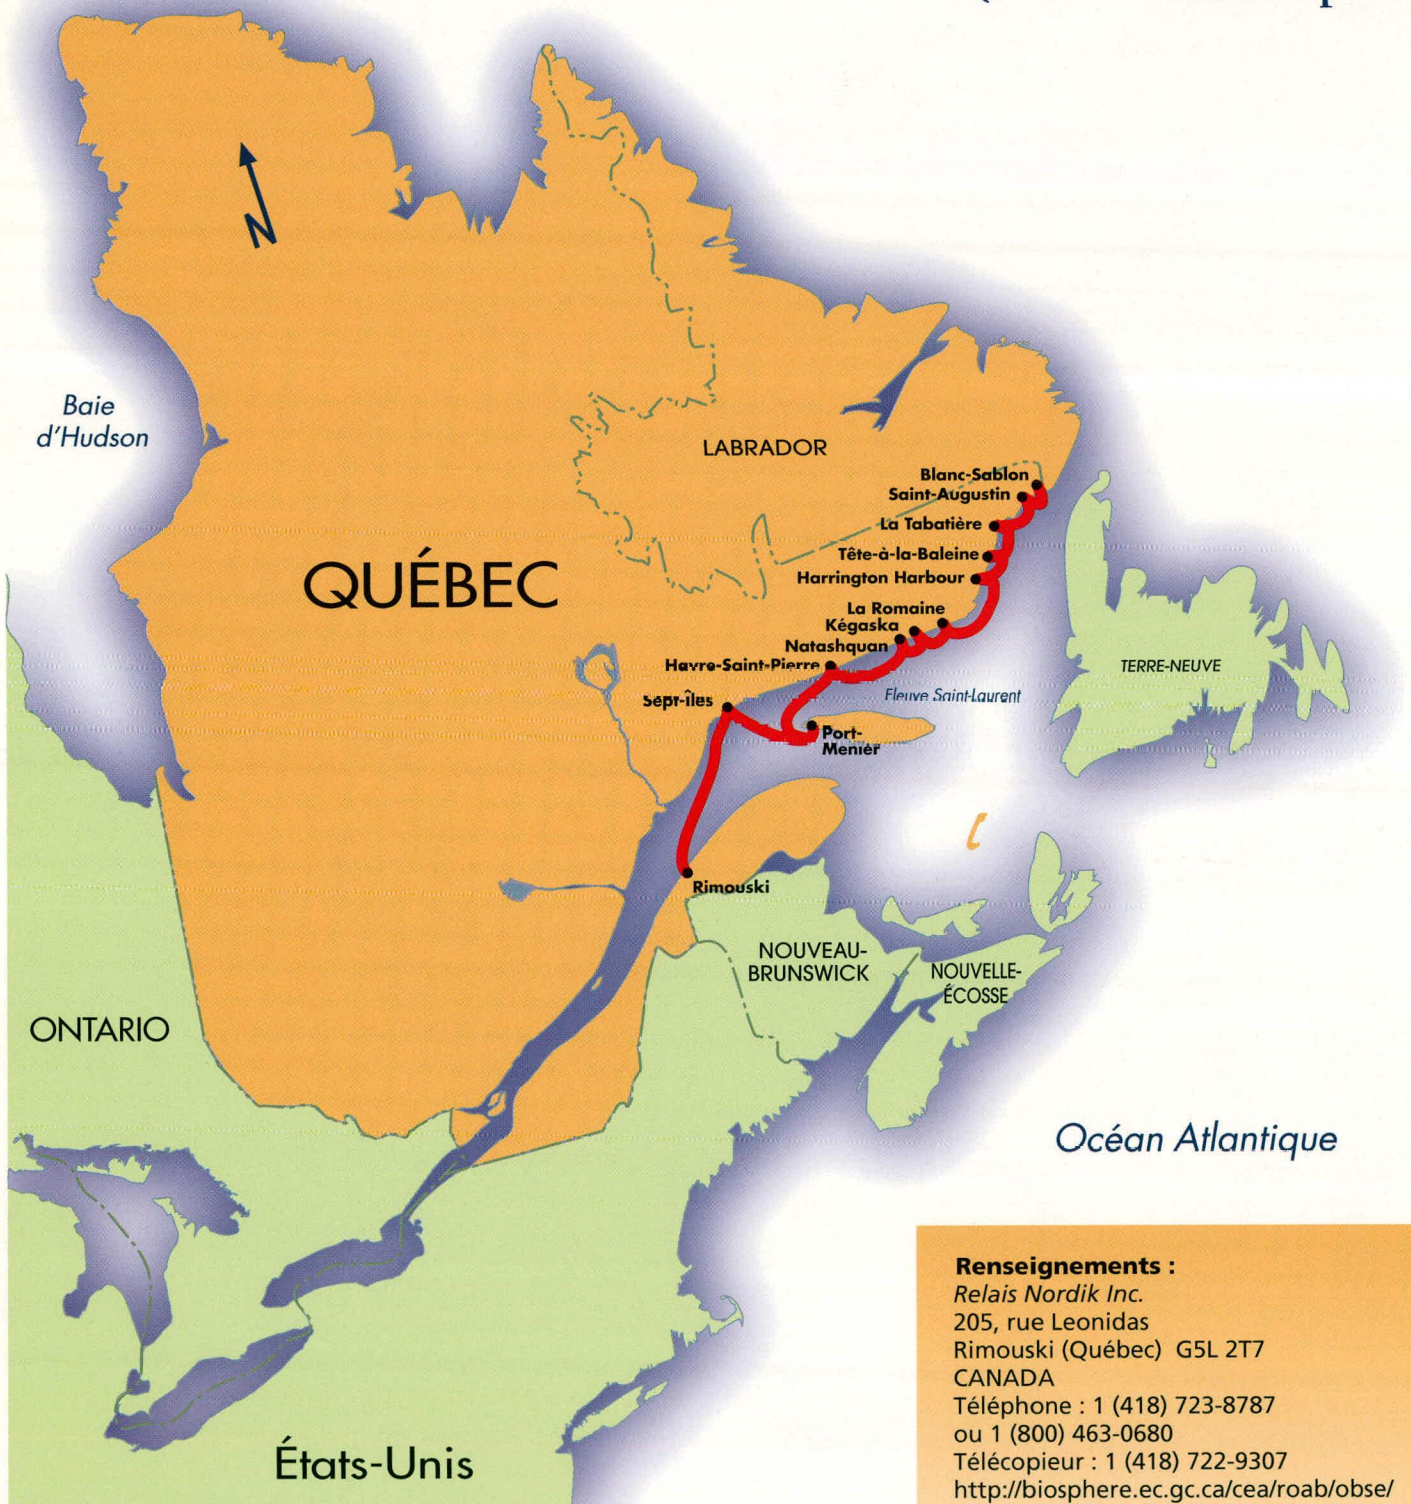 N
Baie
d'Hudson
LABRADOR
Blanc-Sablon
Saint-Augustin
La Tabatière
Tête-à-la-Baleine
Harrington Harbour
QUÉBEC
La Romaine
Kégaska
Natashquan
Havre-Saint-Pierre
TERRE-NEUVE
Sept-Îles
Fleuve Saint-Laurent
Port-
Menier
Rimouski
NOUVEAU-
BRUNSWICK
NOUVELLE-
ÉCOSSE
ONTARIO
Océan Atlantique
États-Unis
Renseignements :
Relais Nordik Inc.
205, rue Leonidas
Rimouski (Québec) G5L 2T7
CANADA
Téléphone : 1 (418) 723-8787
ou 1 (800) 463-0680
Télécopieur : 1 (418) 722-9307
http://biosphere.ec.gc.ca/cea/roab/obse/